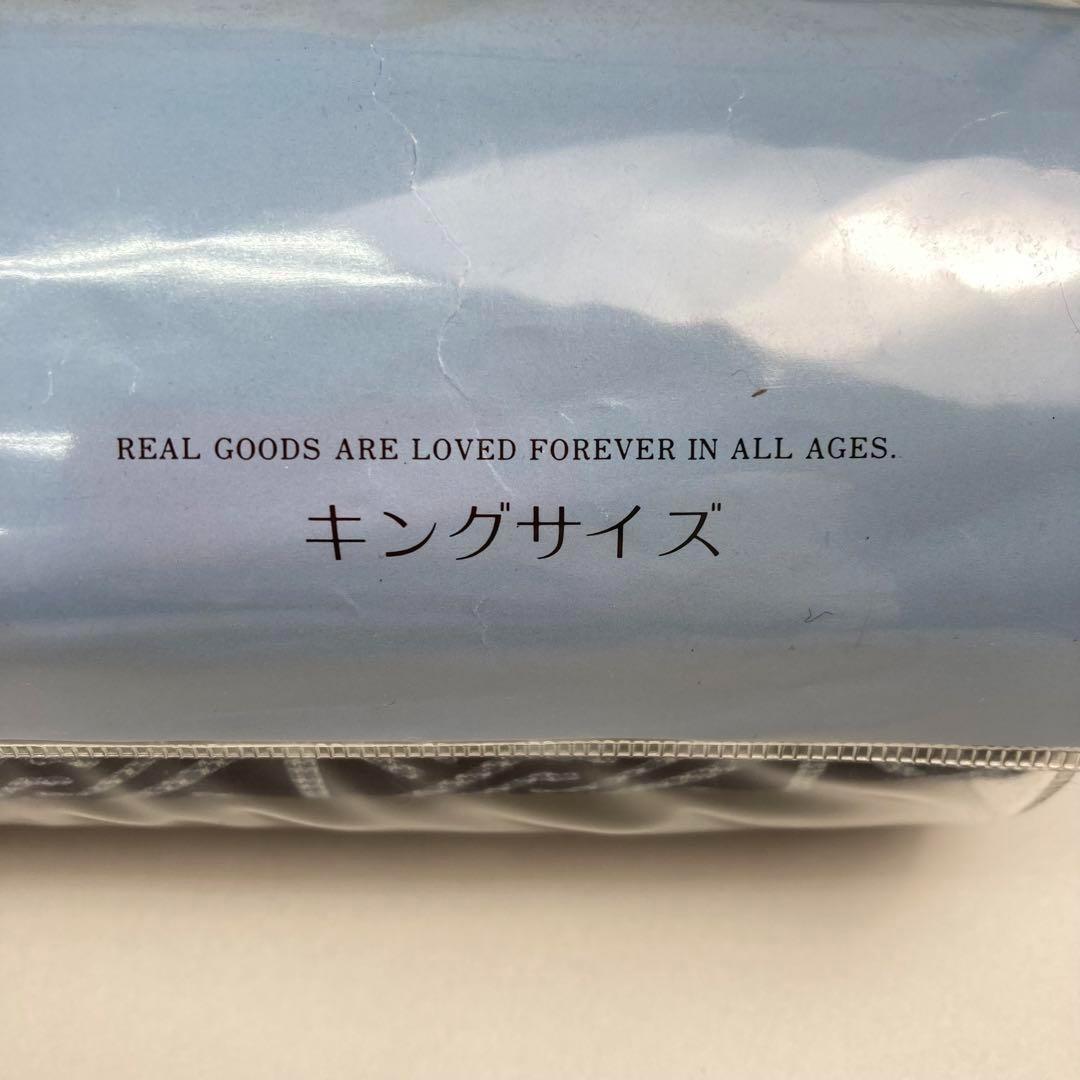 REAL GOODS ARE LOVED FOREVER IN ALL AGES.
キングサイズ